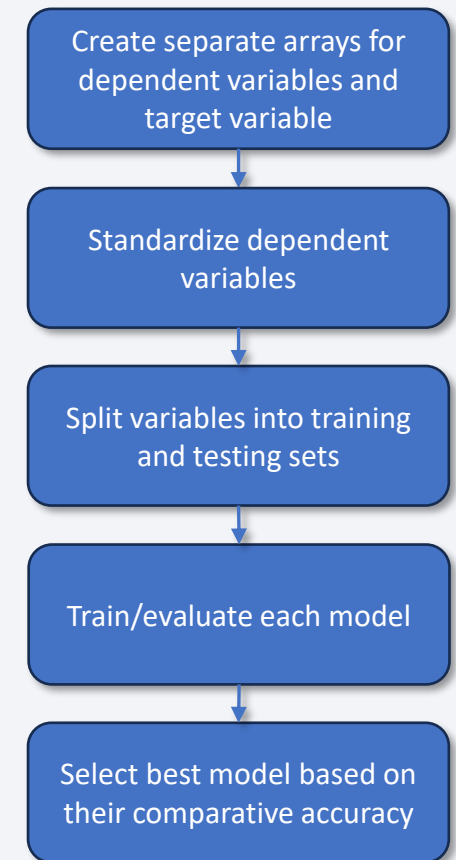 Create separate arrays for
dependent variables and
target variable
Standardize dependent
variables
Split variables into training
and testing sets
Train/evaluate each model
Select best model based on
their comparative accuracy